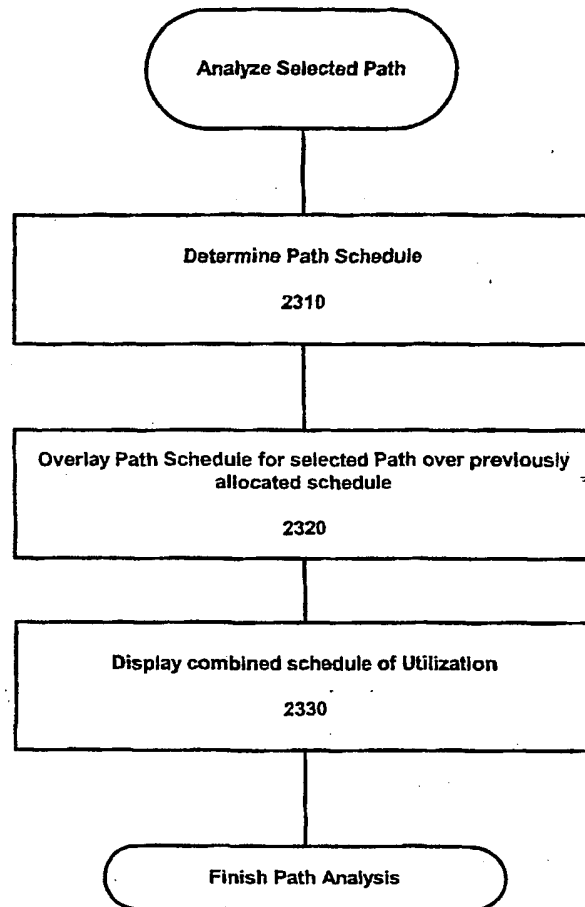 Analyze Selected Path
Determine Path Schedule
2310
Overlay Path Schedule for selected Path over previously
allocated schedule
2320
Display combined schedule of Utilization
2330
Finish Path Analysis